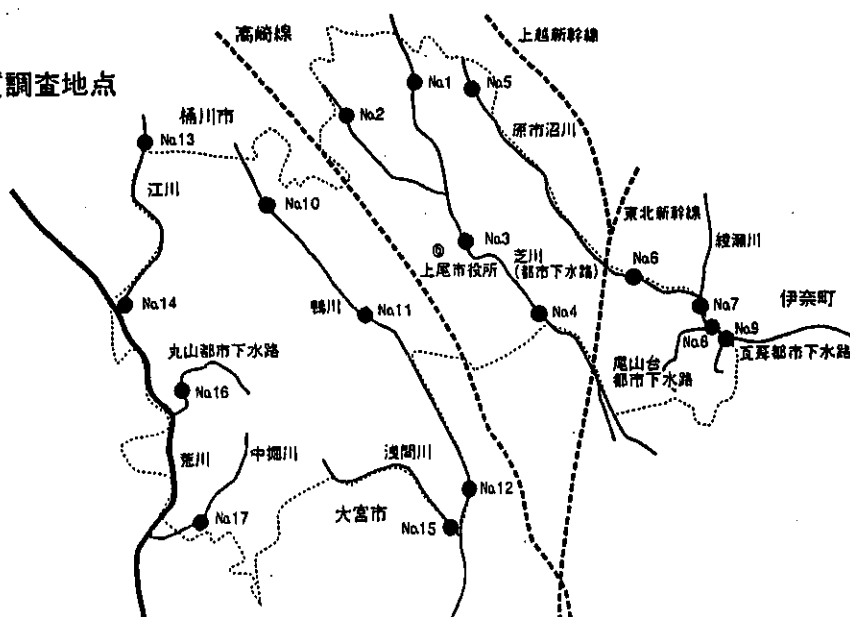 調査地点
高崎線
上越新幹線
桶川市
No.1
No.5
No.2
原市沼川
No.13
江川
No.10
東北新幹線
綾瀬川
No.3
芝川
(都市下水路)
上尾市役所
No.6
No.14
鴨川
No.11
No.4
No.7
伊奈町
No.8
No.9
瓦葺都市下水路
尾山台
都市下水路
丸山都市下水路
No.16
荒川
中堀川
浅間川
No.12
大宮市
No.17
No.15